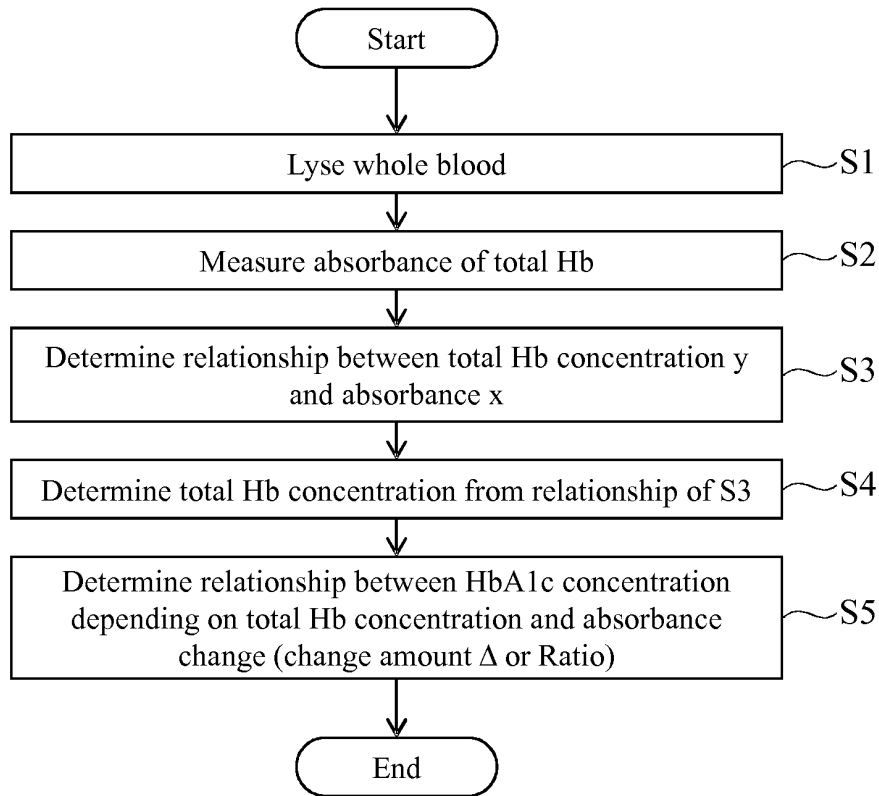 Start
Lyse whole blood
S1
Measure absorbance of total Hb
S2
Determine relationship between total Hb concentration y
and absorbance x
S3
Determine total Hb concentration from relationship of S3
S4
Determine relationship between HbA1c concentration
depending on total Hb concentration and absorbance
change (change amount Δ or Ratio)
S5
End